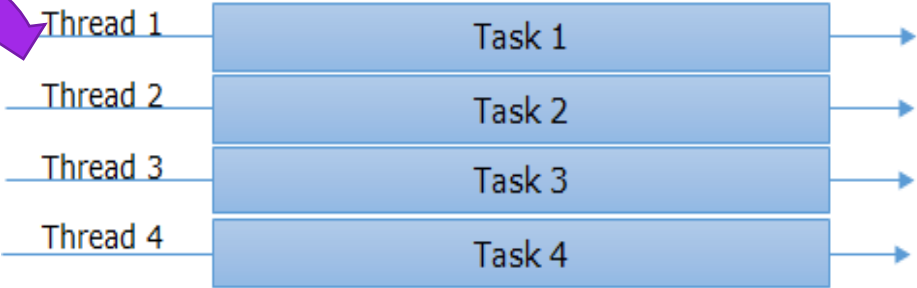 Thread 1 Task 1
Thread 2 Task 2
Thread 3 Task 3
Thread 4 Task 4